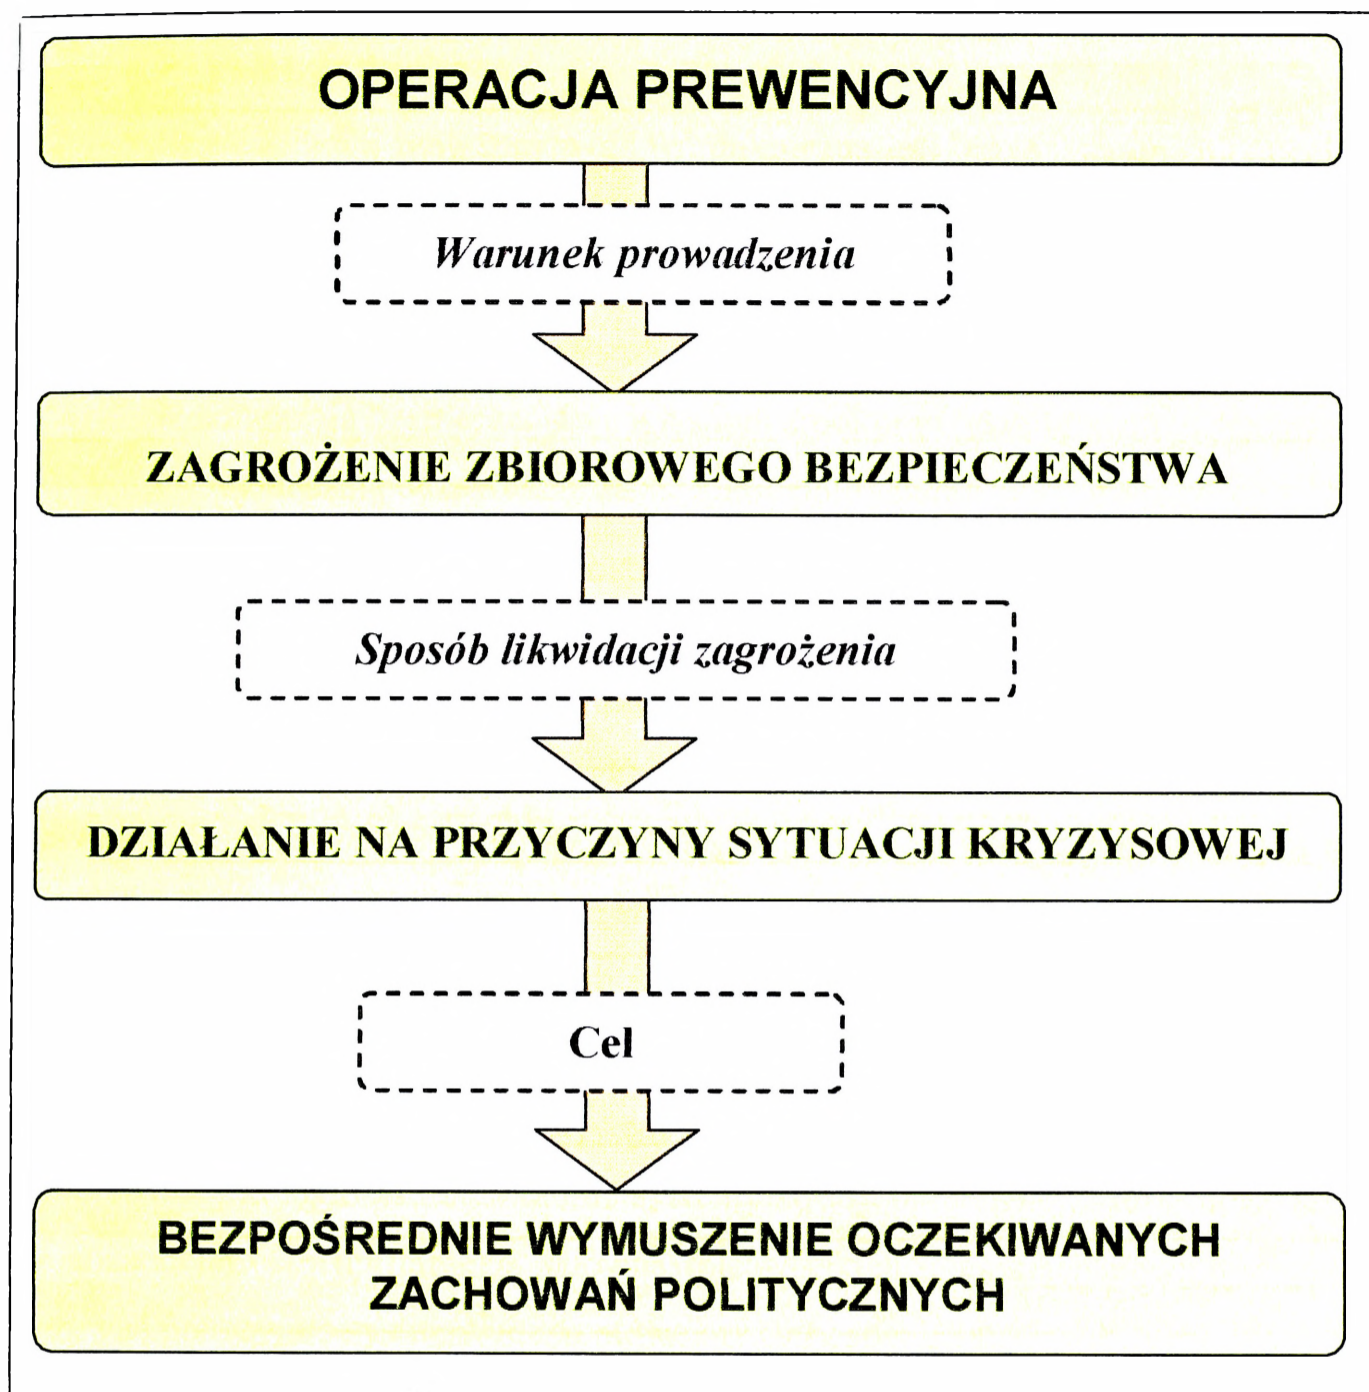 OPERACJA PREWENCYJNA
Warunek prowadzenia
ZAGROŻENIE ZBIOROWEGO BEZPIECZEŃSTWA
Sposób likwidacji zagrożenia
DZIAŁANIE NA PRZYCZYNY SYTUACJI KRYZYSOWEJ
Cel
BEZPOŚREDNIE WYMUSZENIE OCZEKIWANYCH
ZACHOWAŃ POLITYCZNYCH